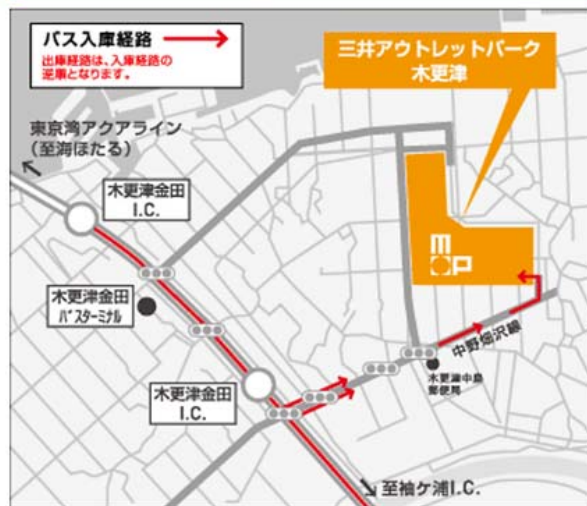 バス入庫経路
出庫経路は、入庫経路の
逆順となります。
三井アウトレットパーク
木更津
東京湾アクアライン
(至海ほたる)
木更津金田
I.C.
木更津金田
バスターミナル
木更津金田
I.C.
mop
中野畑沢線
木更津中島
郵便局
至袖ケ浦I.C.